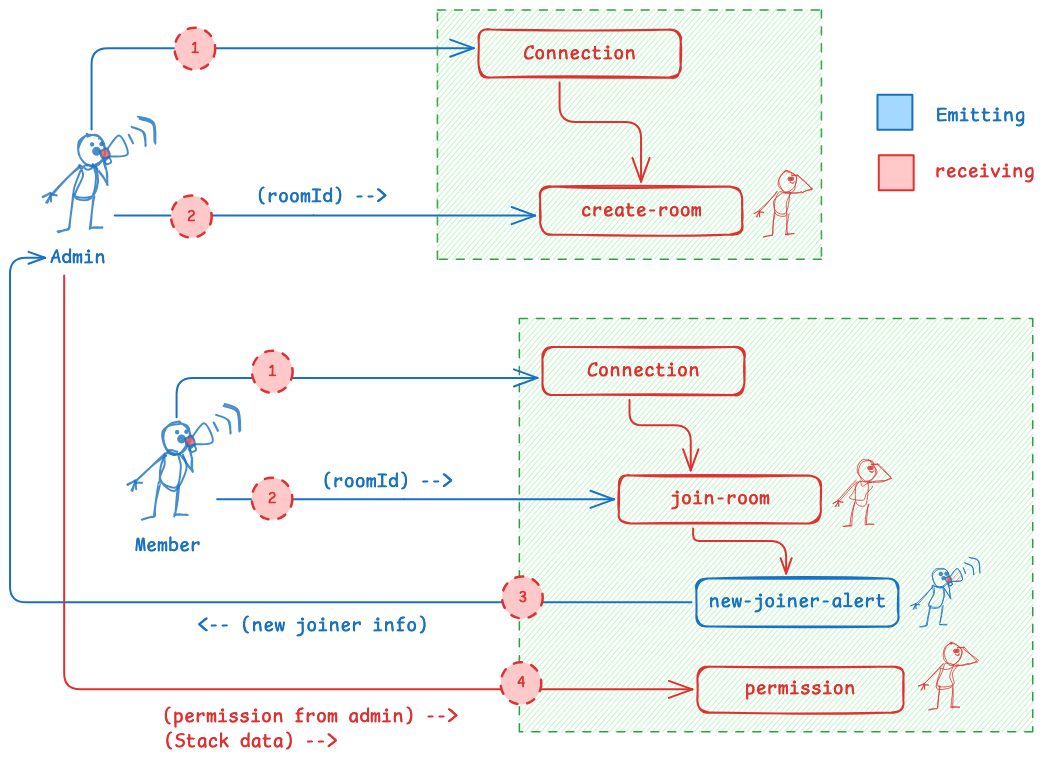 1
Connection
Emitting
receiving
(roomId) -->
2
create-room
Admin
1
Connection
(roomId) -->
2
join-room
Member
3
new-joiner-alert
<-- (new joiner info)
4
permission
(permission from admin) -->
(Stack data) -->